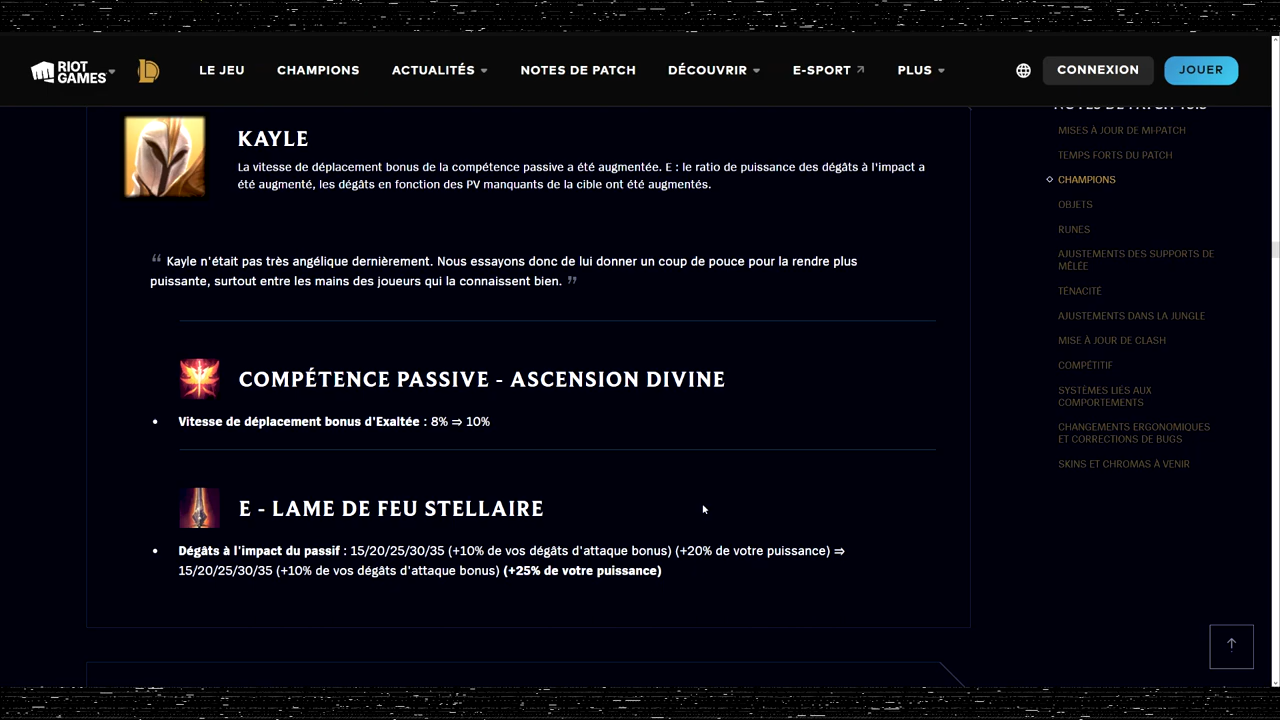 RIOT GAMES
LE JEU CHAMPIONS ACTUALITÉS NOTES DE PATCH DÉCOUVRIR E-SPORT PLUS CONNEXION JOUER
KAYLE
La vitesse de déplacement bonus de la compétence passive a été augmentée. E : le ratio de puissance des dégâts à l'impact a
été augmenté, les dégâts en fonction des PV manquants de la cible ont été augmentés.
“ Kayle n'était pas très angélique dernièrement. Nous essayons donc de lui donner un coup de pouce pour la rendre plus
puissante, surtout entre les mains des joueurs qui la connaissent bien. ”
COMPÉTENCE PASSIVE - ASCENSION DIVINE
• Vitesse de déplacement bonus d'Exaltée : 8% ⇒ 10%
E - LAME DE FEU STELLAIRE
• Dégâts à l'impact du passif : 15/20/25/30/35 (+10% de vos dégâts d'attaque bonus) (+20% de votre puissance) ⇒
15/20/25/30/35 (+10% de vos dégâts d'attaque bonus) (+25% de votre puissance)
MISES À JOUR DE MI-PATCH
TEMPS FORTS DU PATCH
CHAMPIONS
OBJETS
RUNES
AJUSTEMENTS DES SUPPORTS DE
MÊLÉE
TÉNACITÉ
AJUSTEMENTS DANS LA JUNGLE
MISE À JOUR DE CLASH
COMPÉTITIF
SYSTÈMES LIÉS AUX
COMPORTEMENTS
CHANGEMENTS ERGONOMIQUES
ET CORRECTIONS DE BUGS
SKINS ET CHROMAS À VENIR